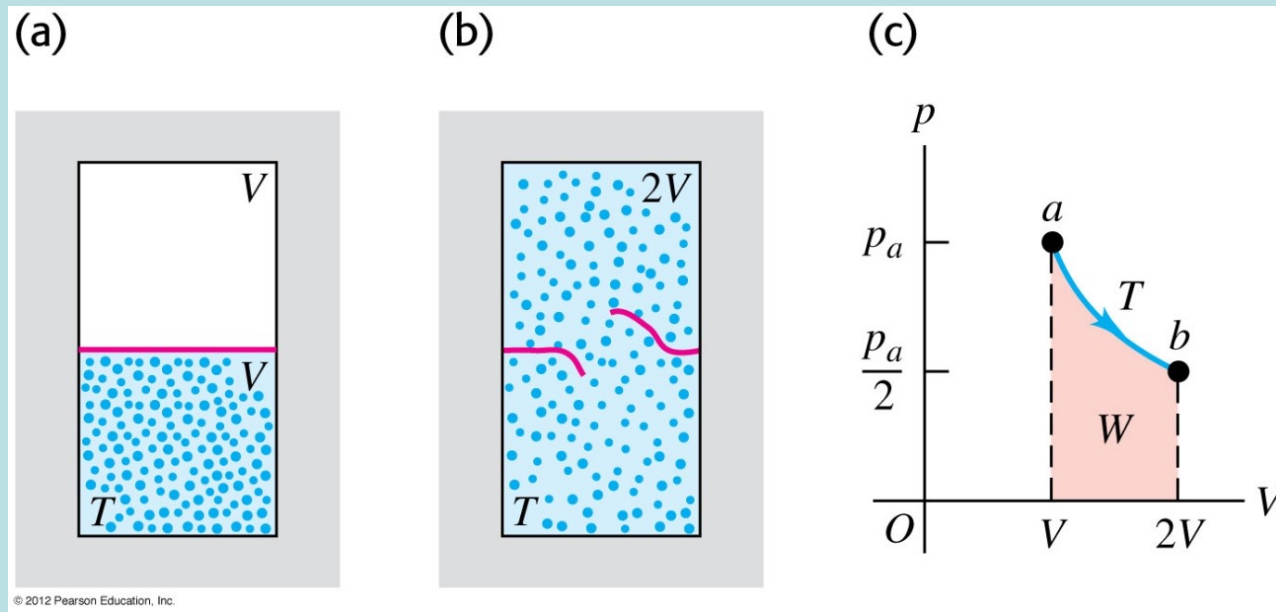 (a)
V
V
T
(b)
2V
T
(c)
p
a
p_a
T
b
p_a
2
W
O
V
2V
V
© 2012 Pearson Education, Inc.